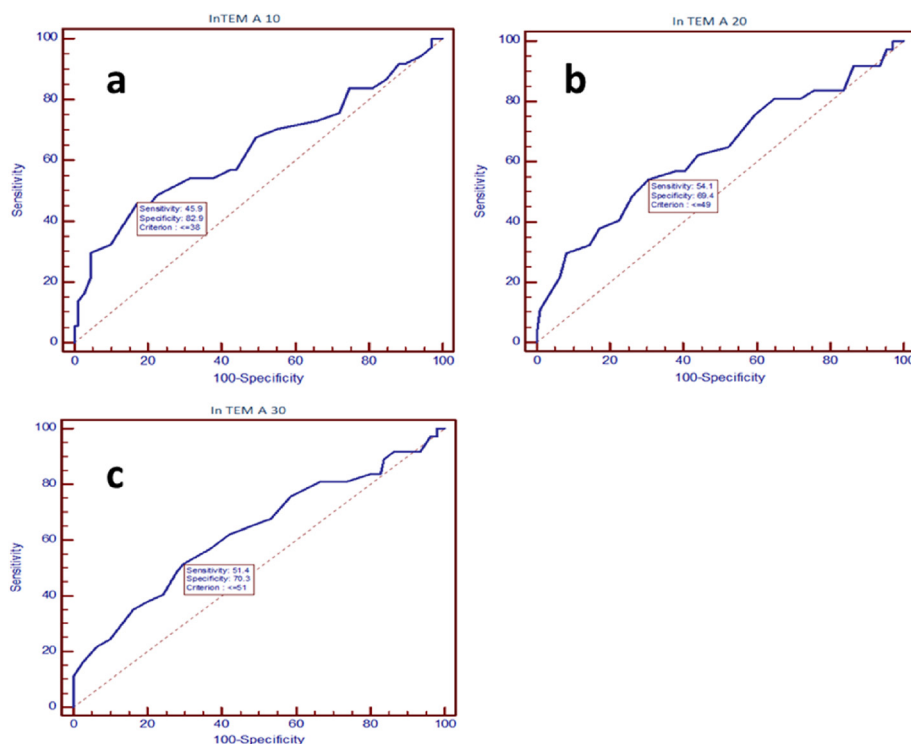 InTEM A 10
a
100
80
60
40
20
0
Sensitivity
Sensitivity: 45.9
Specificity: 82.9
Criterion : <=38
0 20 40 60 80 100
100-Specificity
In TEM A 20
b
100
80
60
40
20
0
Sensitivity
Sensitivity: 54.1
Specificity: 69.4
Criterion : <=49
0 20 40 60 80 100
100-Specificity
In TEM A 30
c
100
80
60
40
20
0
Sensitivity
Sensitivity: 51.4
Specificity: 70.3
Criterion : <=51
0 20 40 60 80 100
100-Specificity